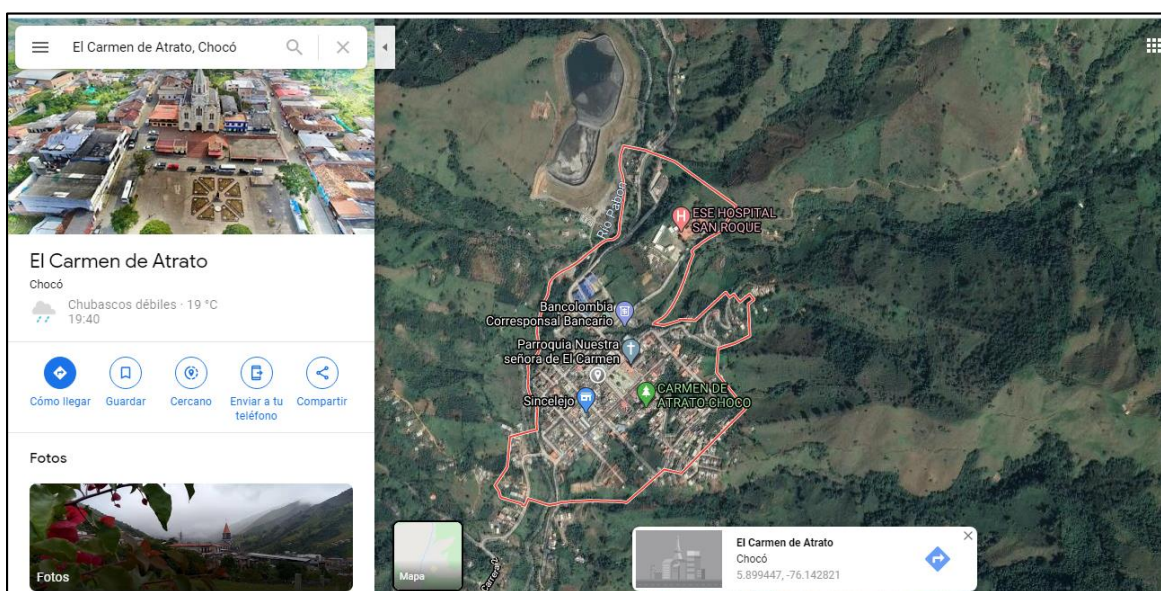 El Carmen de Atrato, Chocó
El Carmen de Atrato
Chocó
Chubascos débiles · 19 °C
19:40
Cómo llegar
Guardar
Cercano
Enviar a tu
teléfono
Compartir
Fotos
Fotos
Río Pabon
ESE HOSPITAL
SAN ROQUE
Bancolombia
Corresponsal Bancario
Parroquia Nuestra
señora de El Carmen
Sincelejo
CARMEN DE
ATRATO CHOCO
Mapa
El Carmen de Atrato
Chocó
5.899447, -76.142821